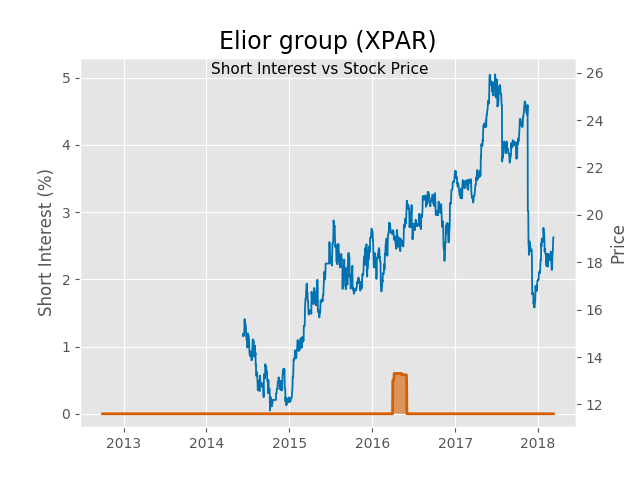 Elior group (XPAR)
Short Interest vs Stock Price
Short Interest (%)
5
4
3
2
1
0
26
24
22
20
18
16
14
12
Price
2013 2014 2015 2016 2017 2018